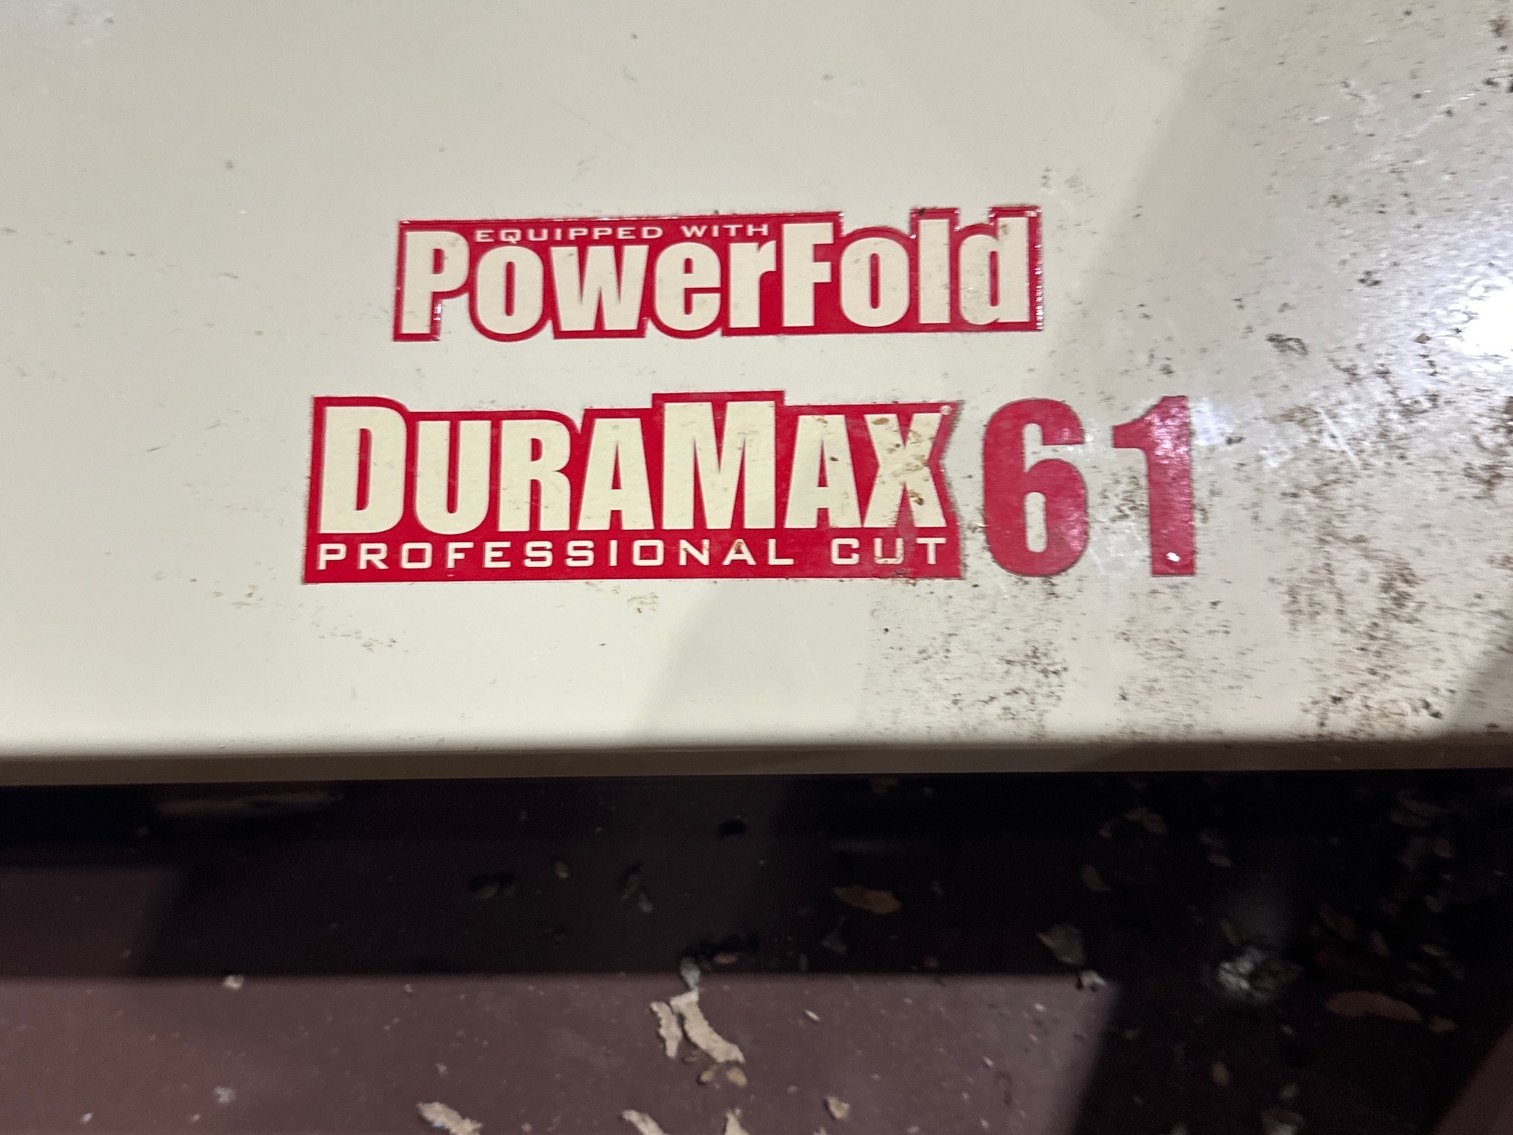 EQUIPPED WITH
PowerFold
DURAMAX® 61
PROFESSIONAL CUT